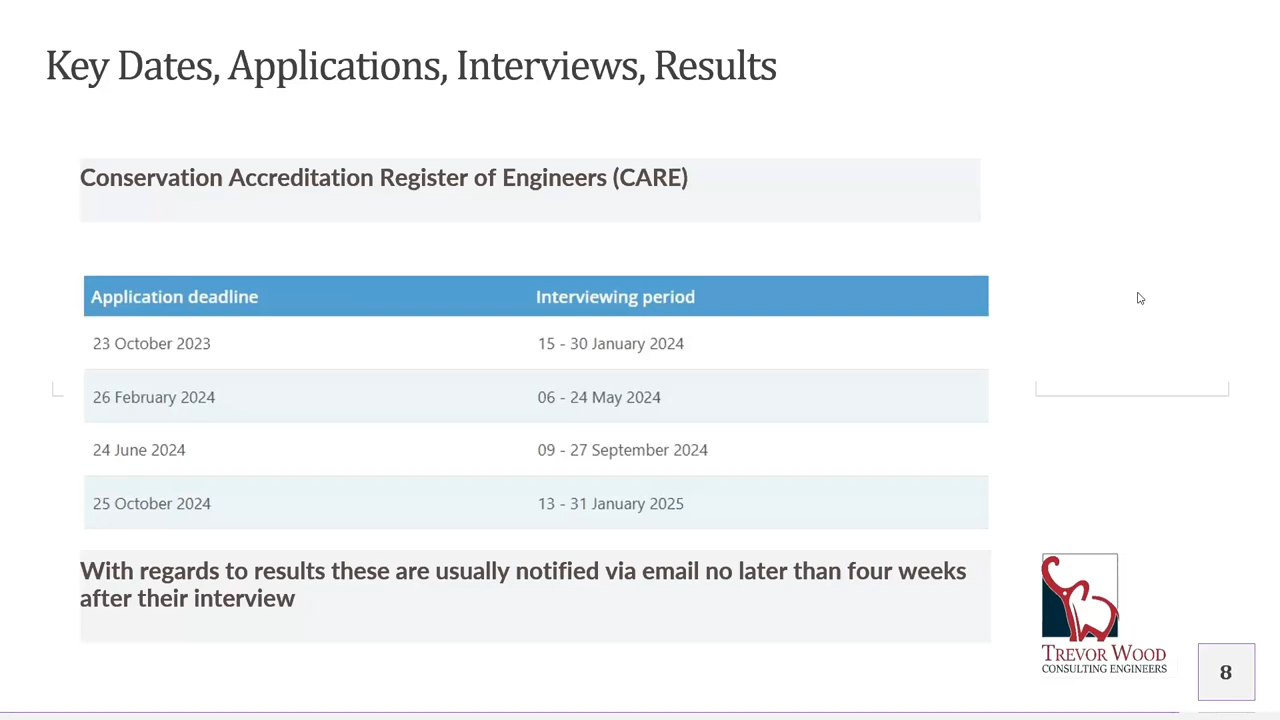 Key Dates, Applications, Interviews, Results
Conservation Accreditation Register of Engineers (CARE)
Application deadline Interviewing period
23 October 2023 15 - 30 January 2024
26 February 2024 06 - 24 May 2024
24 June 2024 09 - 27 September 2024
25 October 2024 13 - 31 January 2025
With regards to results these are usually notified via email no later than four weeks
after their interview
TREVOR WOOD
CONSULTING ENGINEERS
8